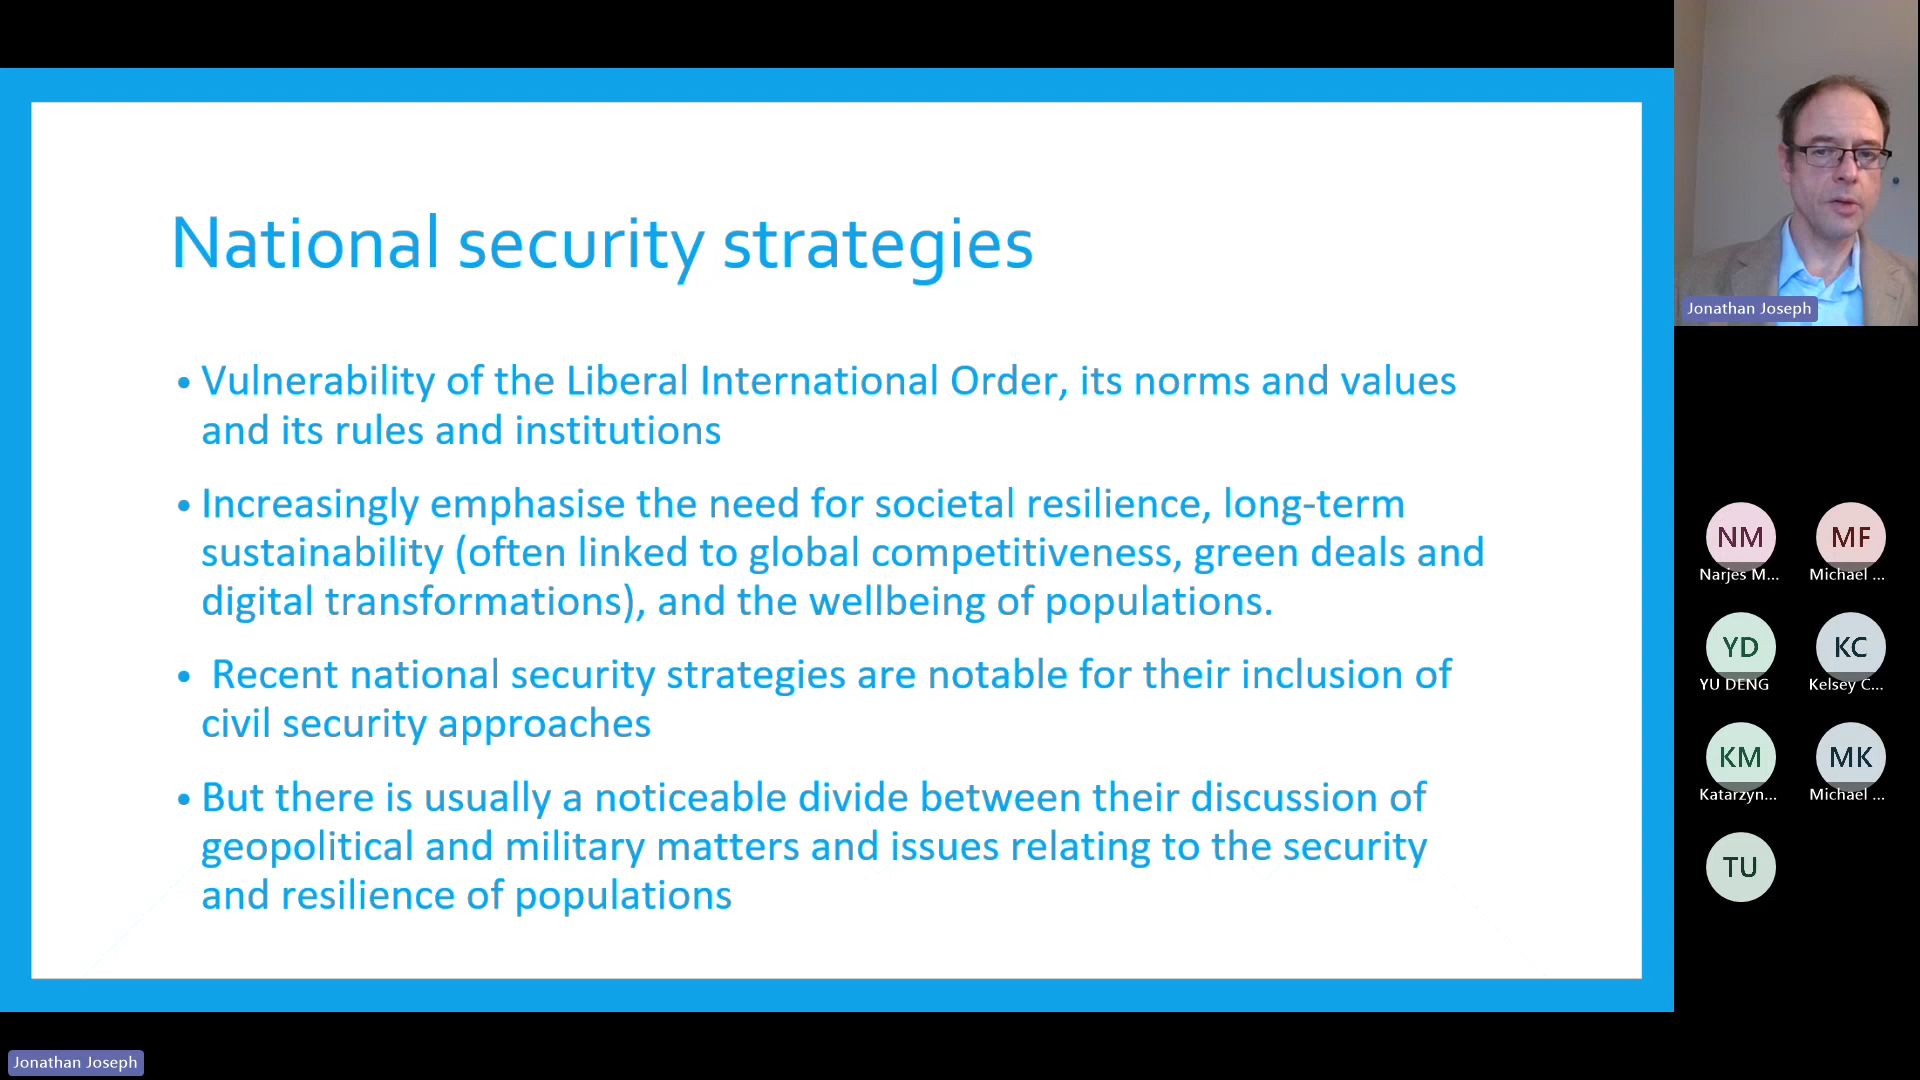 National security strategies
• Vulnerability of the Liberal International Order, its norms and values
and its rules and institutions
• Increasingly emphasise the need for societal resilience, long-term
sustainability (often linked to global competitiveness, green deals and
digital transformations), and the wellbeing of populations.
• Recent national security strategies are notable for their inclusion of
civil security approaches
• But there is usually a noticeable divide between their discussion of
geopolitical and military matters and issues relating to the security
and resilience of populations
Jonathan Joseph
NM MF
Narjes M... Michael ...
YD KC
YU DENG Kelsey C...
KM MK
Katarzyn... Michael ...
TU
Jonathan Joseph